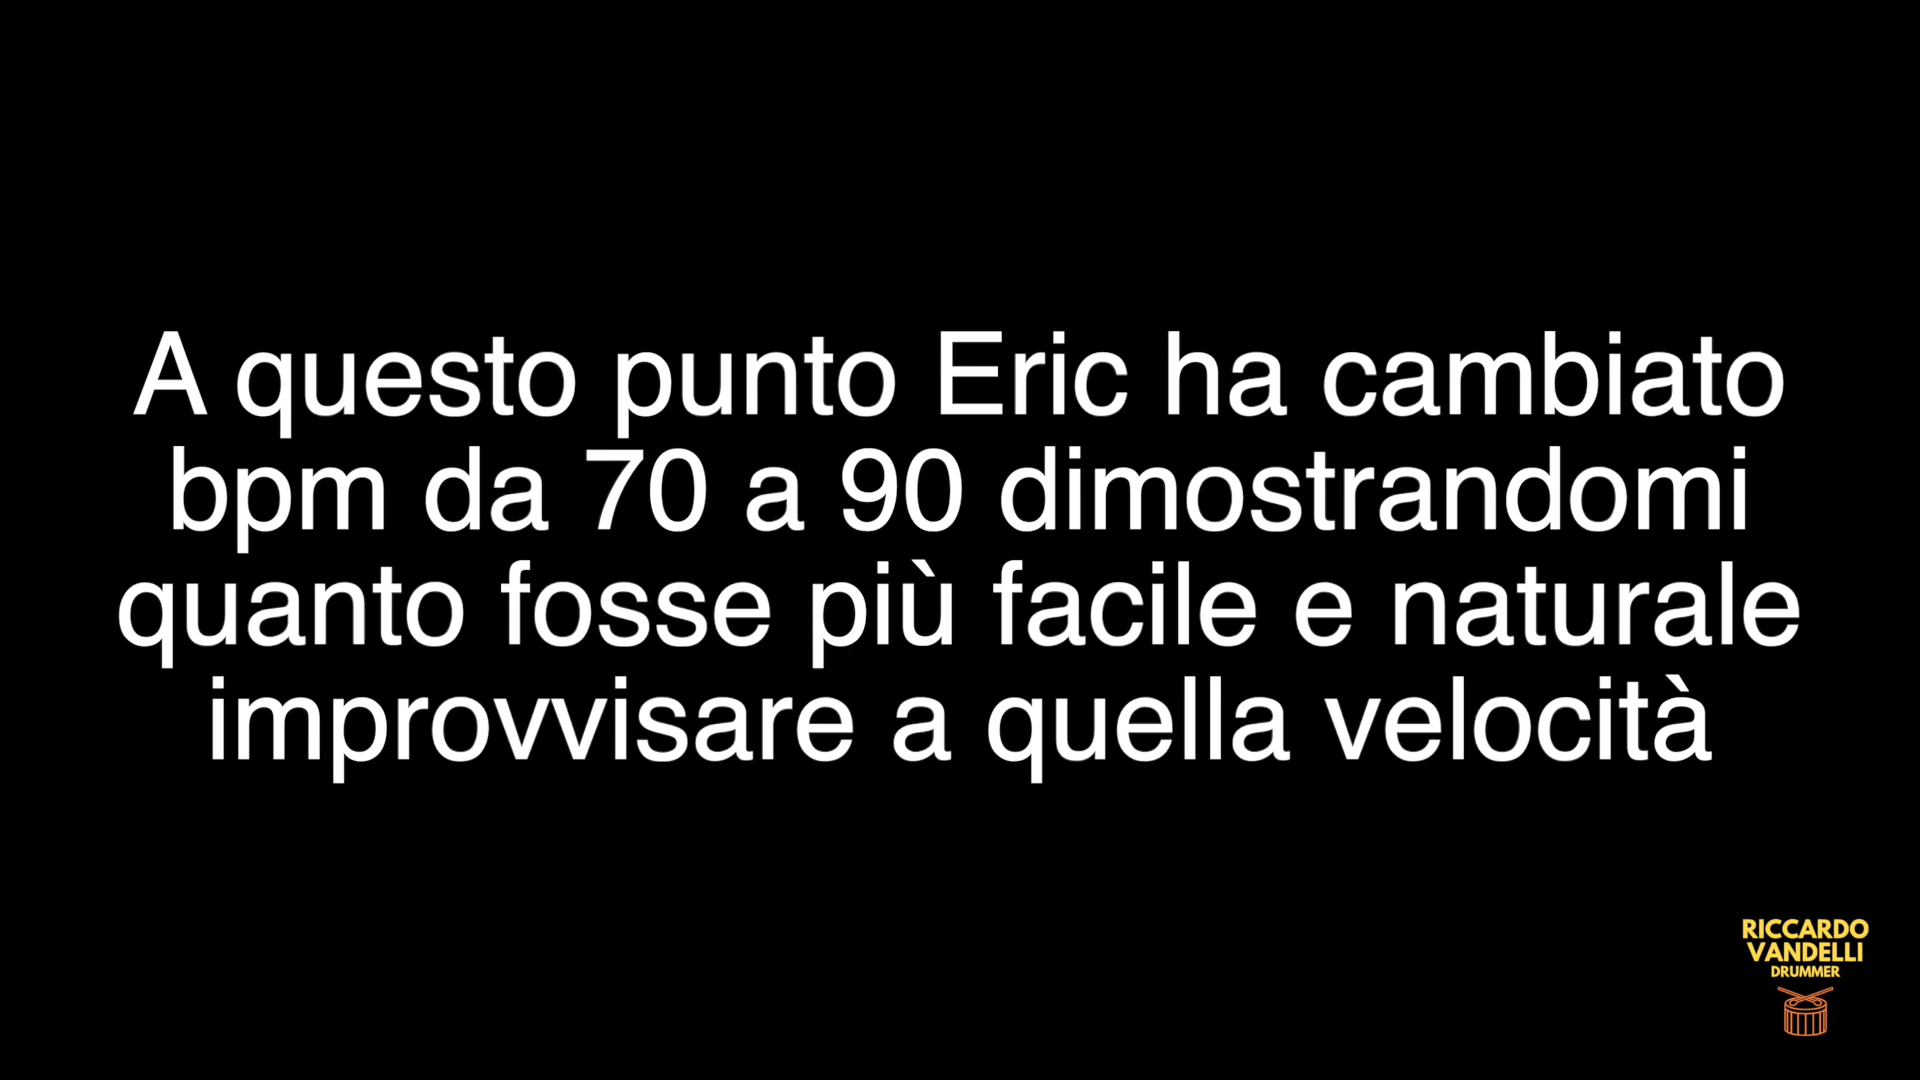 A questo punto Eric ha cambiato
bpm da 70 a 90 dimostrandomi
quanto fosse più facile e naturale
improvvisare a quella velocità
RICCARDO
VANDELLI
DRUMMER